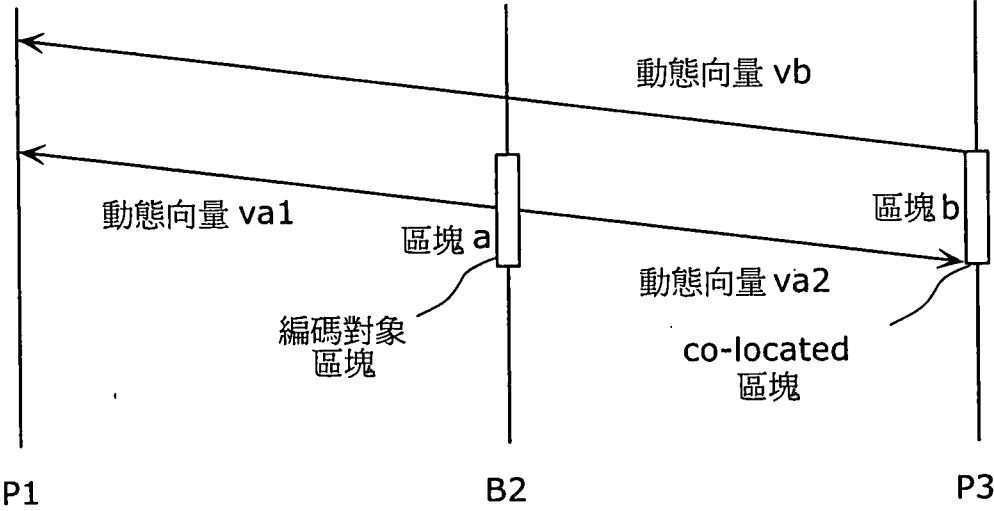 動態向量 vb
動態向量 va1
區塊 a
區塊 b
動態向量 va2
編碼對象
區塊
co-located
區塊
P1
B2
P3